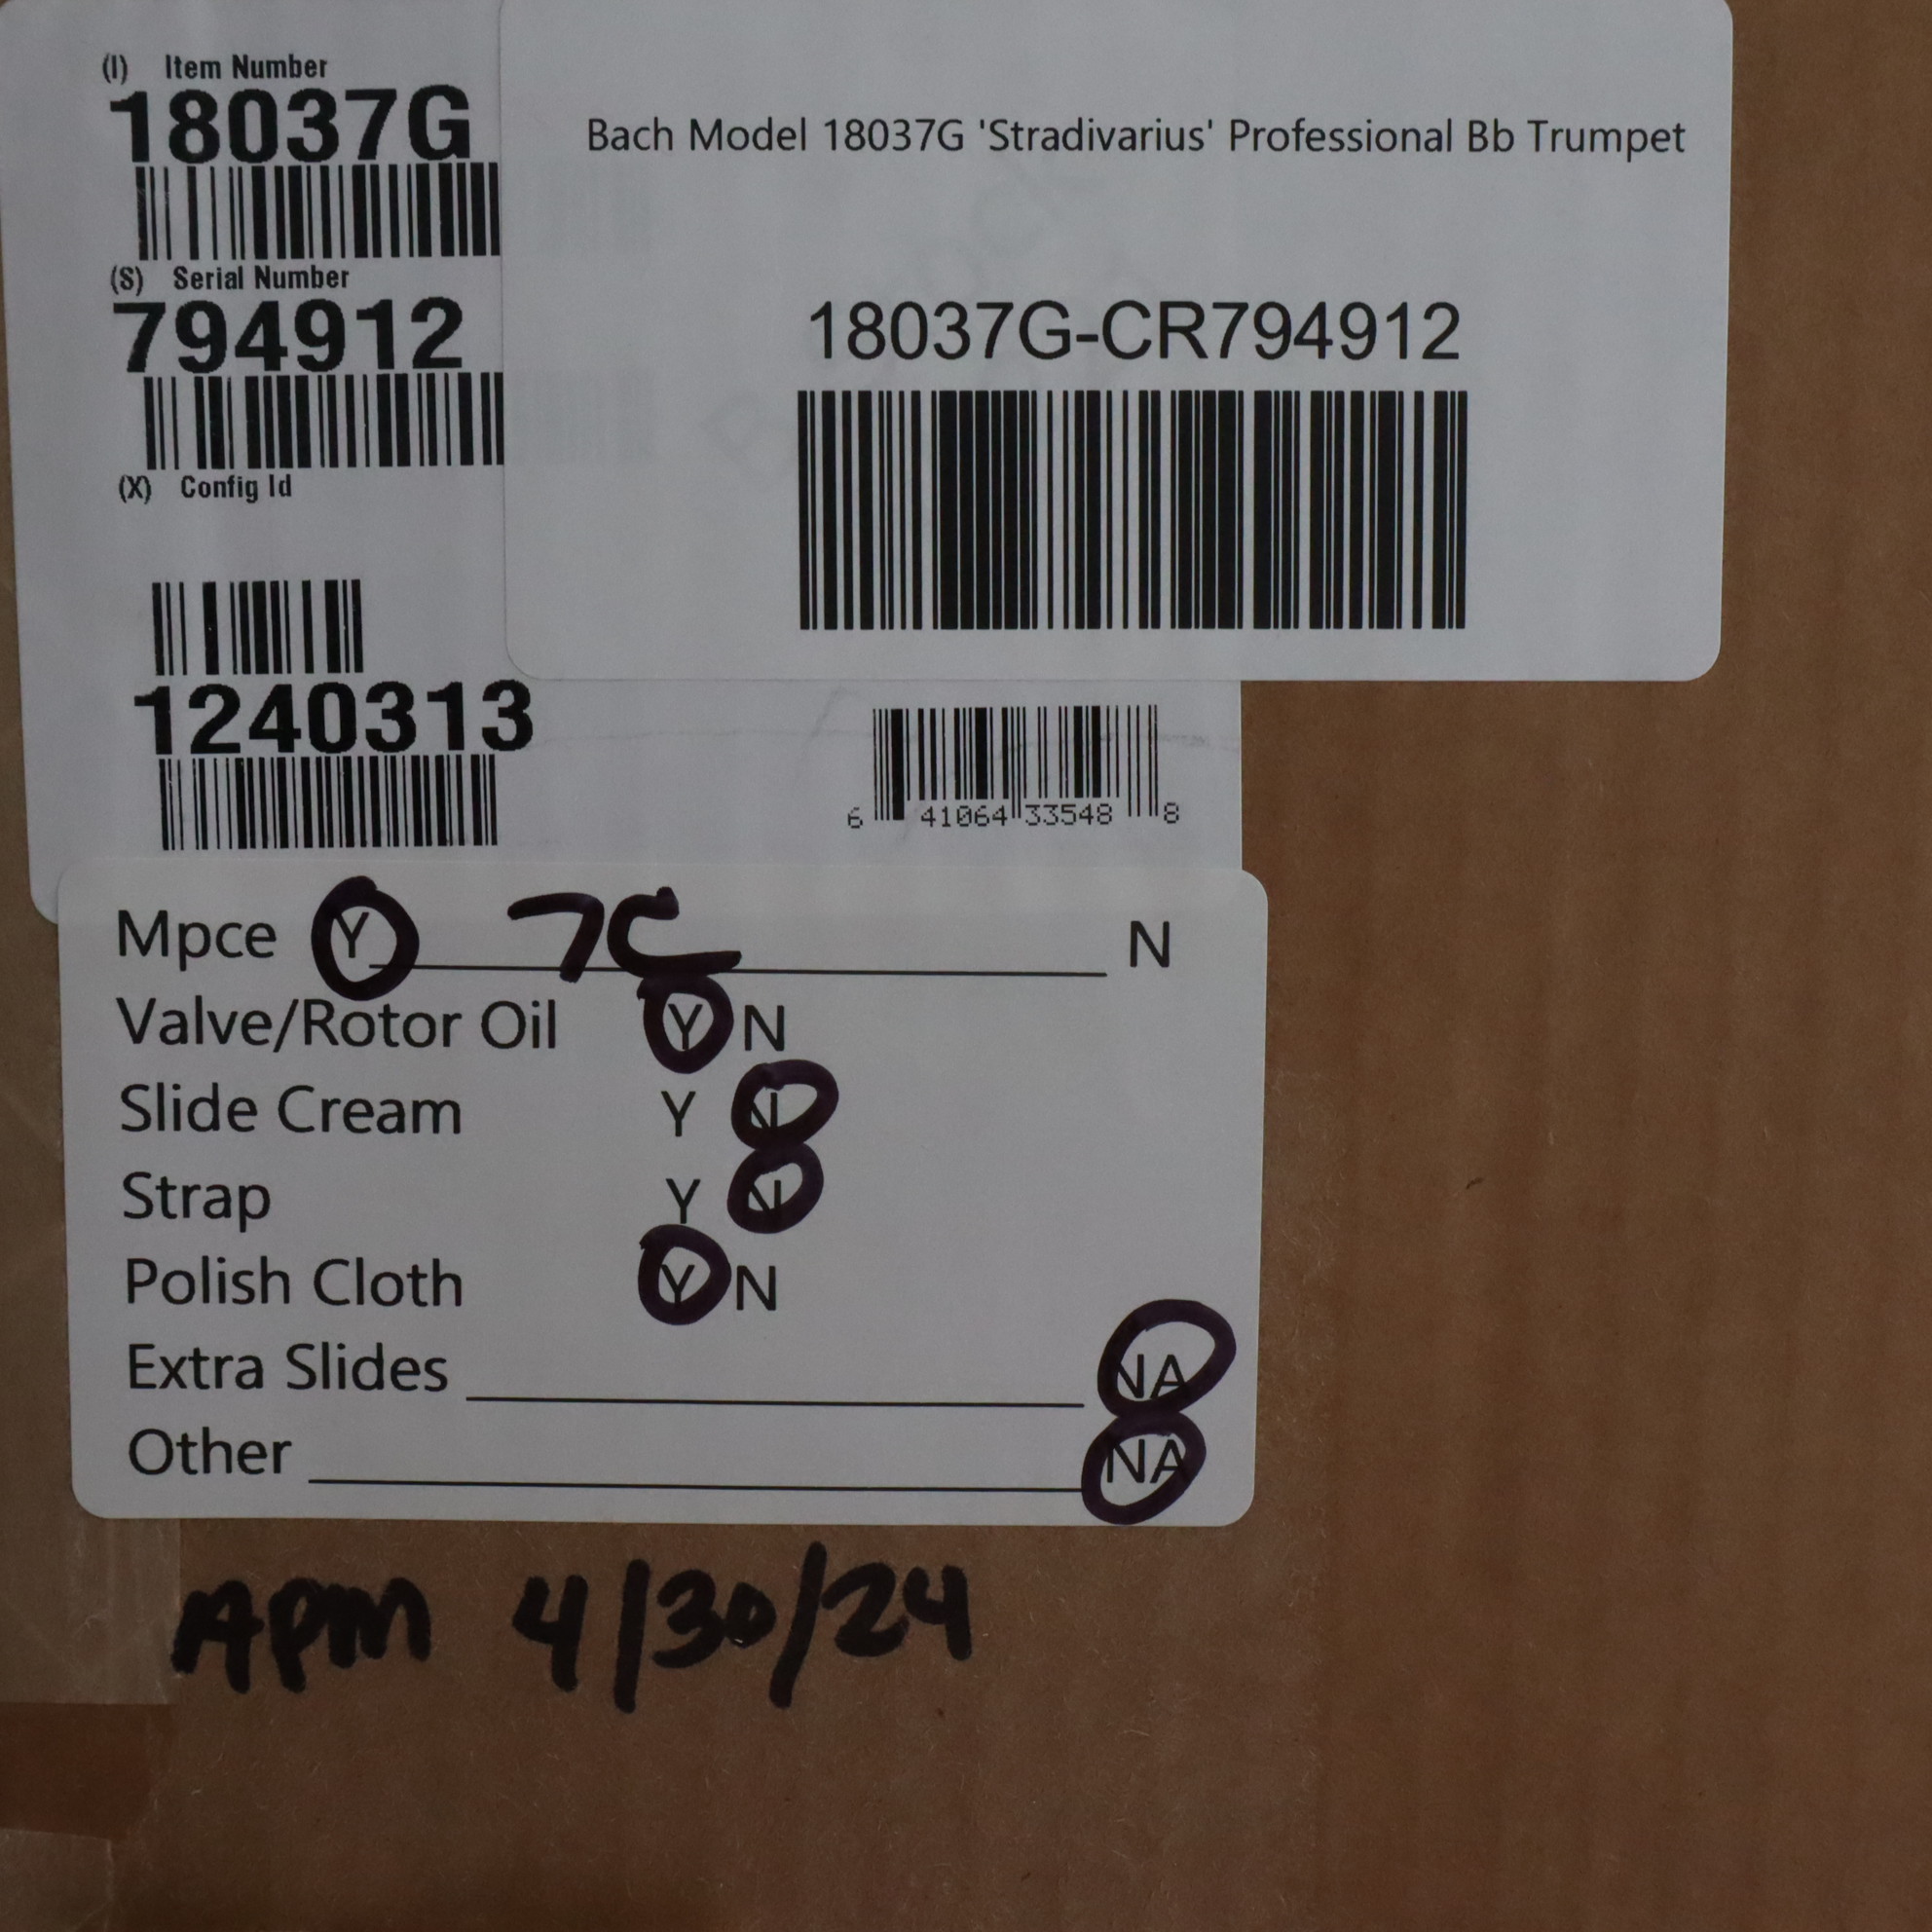 (I) Item Number
18037G
(S) Serial Number
794912
(X) Config Id
1240313
Bach Model 18037G 'Stradivarius' Professional Bb Trumpet
18037G-CR794912
6 41064 33548 8
Mpce Y 7C N
Valve/Rotor Oil Y N
Slide Cream Y N
Strap Y N
Polish Cloth Y N
Extra Slides NA
Other NA
APM 4/30/24